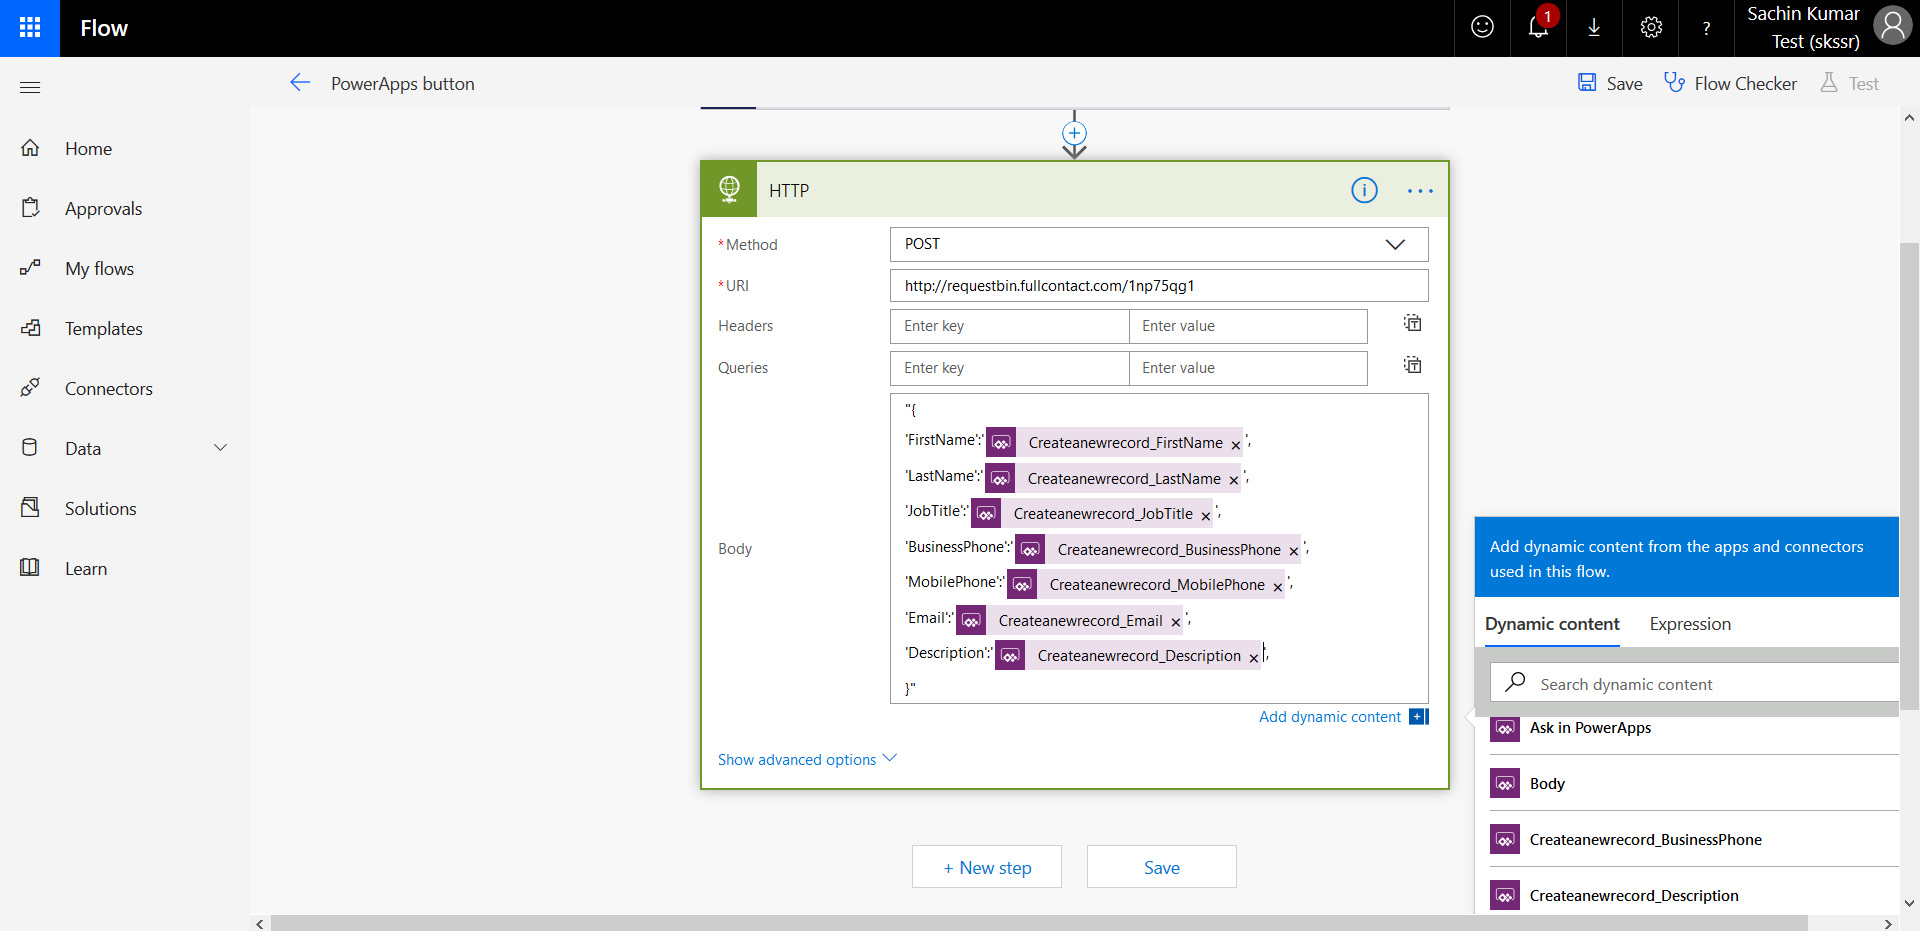 Flow
1
?
Sachin Kumar
Test (skssr)
PowerApps button
Save
Flow Checker
Test
Home
Approvals
My flows
Templates
Connectors
Data
Solutions
Learn
HTTP
i
...
*Method
POST
*URI
http://requestbin.fullcontact.com/1np75qg1
Headers
Enter key
Enter value
Queries
Enter key
Enter value
Body
"{
'FirstName':' Createanewrecord_FirstName × ',
'LastName':' Createanewrecord_LastName × ',
'JobTitle':' Createanewrecord_JobTitle × ',
'BusinessPhone':' Createanewrecord_BusinessPhone × ',
'MobilePhone':' Createanewrecord_MobilePhone × ',
'Email':' Createanewrecord_Email × ',
'Description':' Createanewrecord_Description × ',
}"
Add dynamic content
Show advanced options
+ New step
Save
Add dynamic content from the apps and connectors
used in this flow.
Dynamic content
Expression
Search dynamic content
Ask in PowerApps
Body
Createanewrecord_BusinessPhone
Createanewrecord_Description